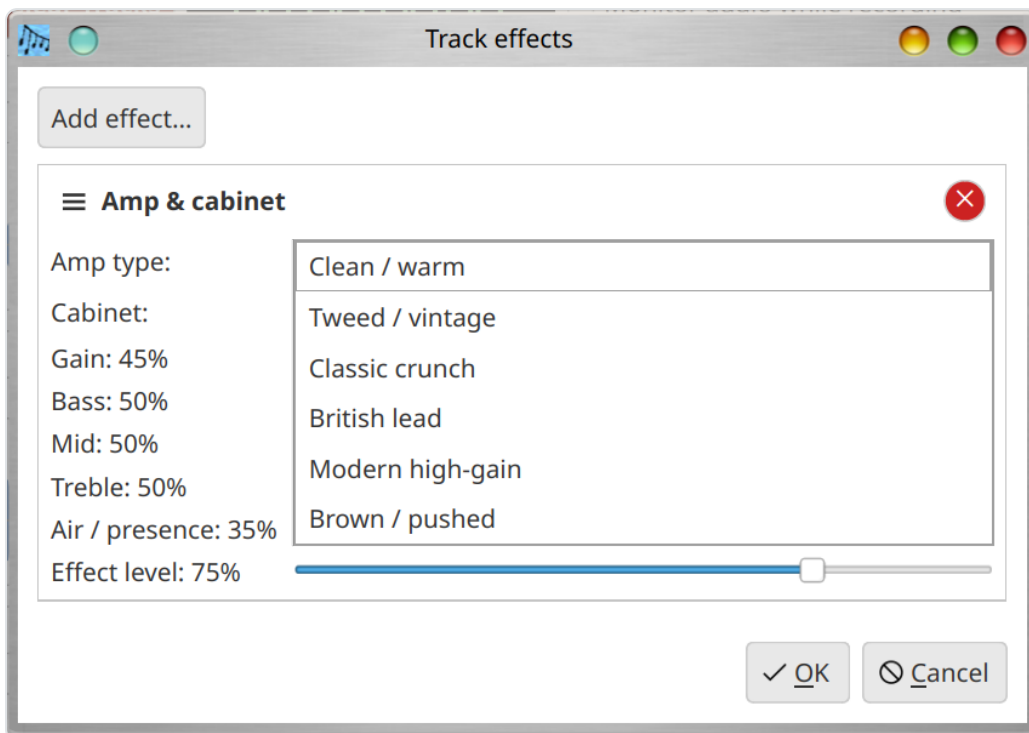 Track effects
Add effect...
Amp & cabinet
Amp type:
Clean / warm
Cabinet:
Tweed / vintage
Gain: 45%
Classic crunch
Bass: 50%
British lead
Mid: 50%
Modern high-gain
Treble: 50%
Brown / pushed
Air / presence: 35%
Effect level: 75%
OK
Cancel